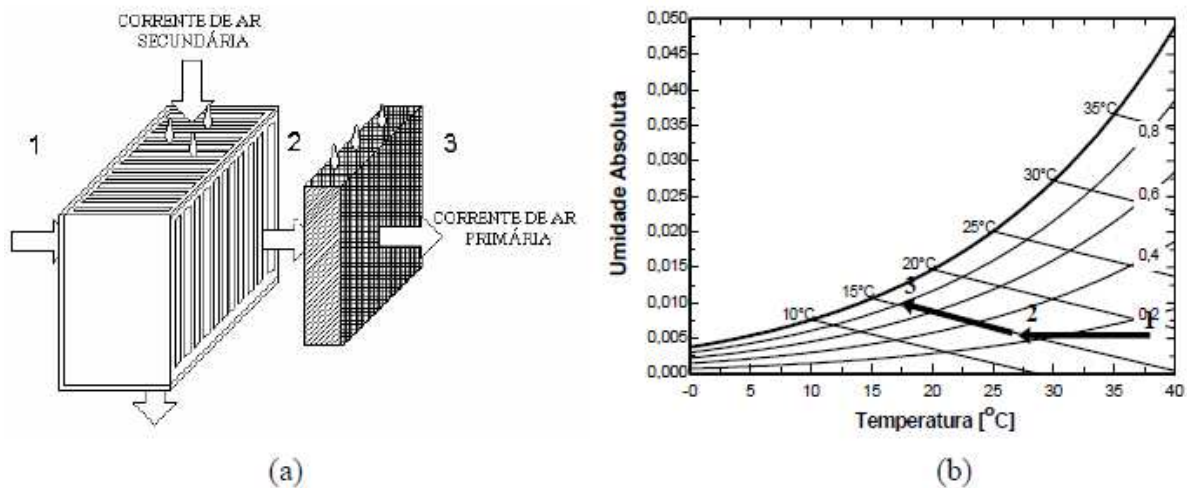 CORRENTE DE AR
SECUNDÁRIA
1
2
3
CORRENTE DE AR
PRIMÁRIA
(a)
Umidade Absoluta
0,050
0,045
0,040
0,035
0,030
0,025
0,020
0,015
0,010
0,005
0,000
35°C
30°C
25°C
20°C
15°C
10°C
0,8
0,6
0,4
0,2
3
2
1
-0 5 10 15 20 25 30 35 40
Temperatura [°C]
(b)